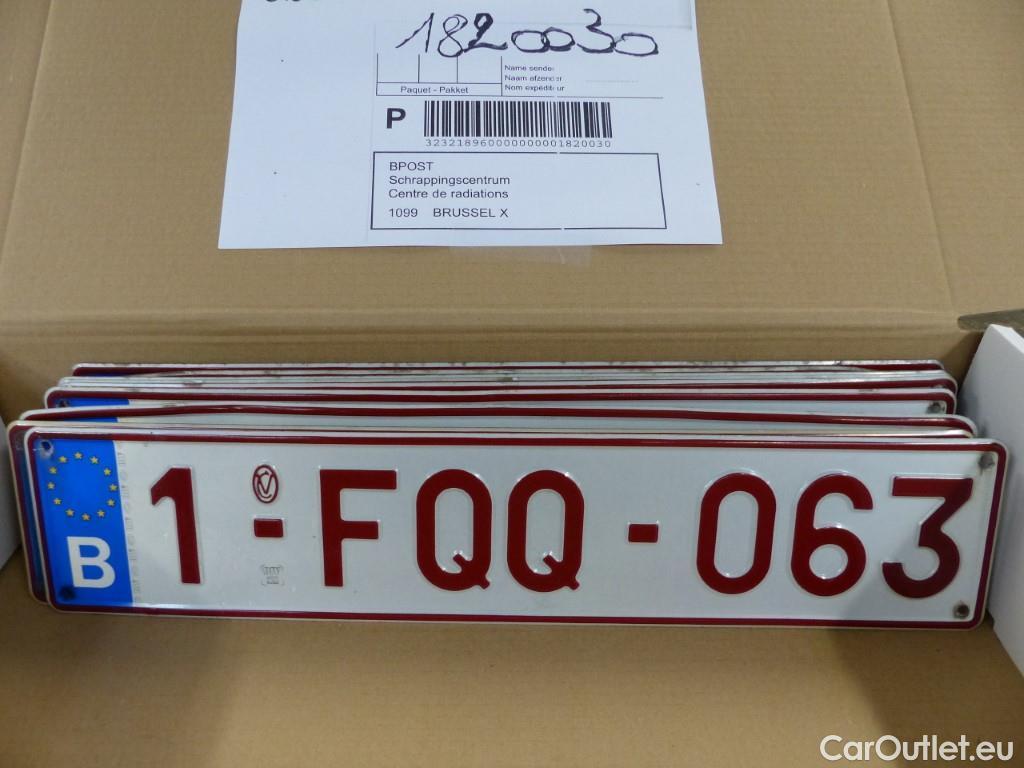 1820030
Name sender
Naam afzender
Paquet - Pakket
Nom expéditeur
P
323218960000000001820030
BPOST
Schrappingscentrum
Centre de radiations
1099 BRUSSEL X
B 1-FQQ-063
CarOutlet.eu